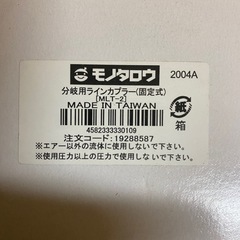 モノタロウ
2004A
分岐用ラインカプラー(固定式)
[MLT-2]
MADE IN TAIWAN
4582333330109
注文コード:19288587
紙
箱
※エアー以外の流体に使用しないで下さい。
※使用圧力以上の圧力で使用しないで下さい。